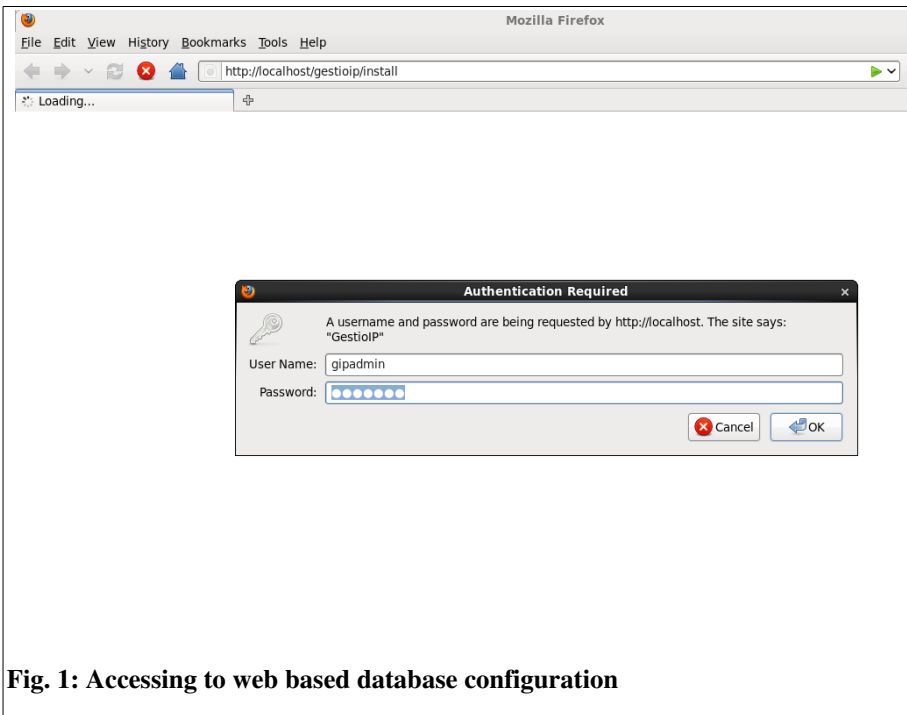 Mozilla Firefox
File Edit View History Bookmarks Tools Help
http://localhost/gestioip/install
Loading...
Authentication Required
A username and password are being requested by http://localhost. The site says:
"GestioIP"
User Name: gipadmin
Password: ●●●●●●●
Cancel OK
Fig. 1: Accessing to web based database configuration